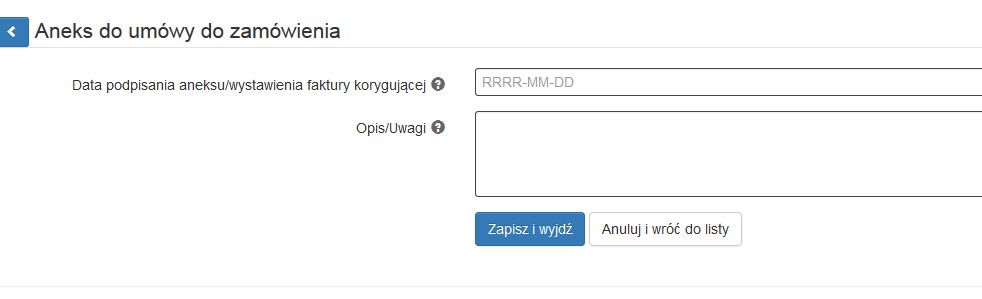 Aneks do umówy do zamówienia
Data podpisania aneksu/wystawienia faktury korygującej
RRRR-MM-DD
Opis/Uwagi
Zapisz i wyjdź
Anuluj i wróć do listy